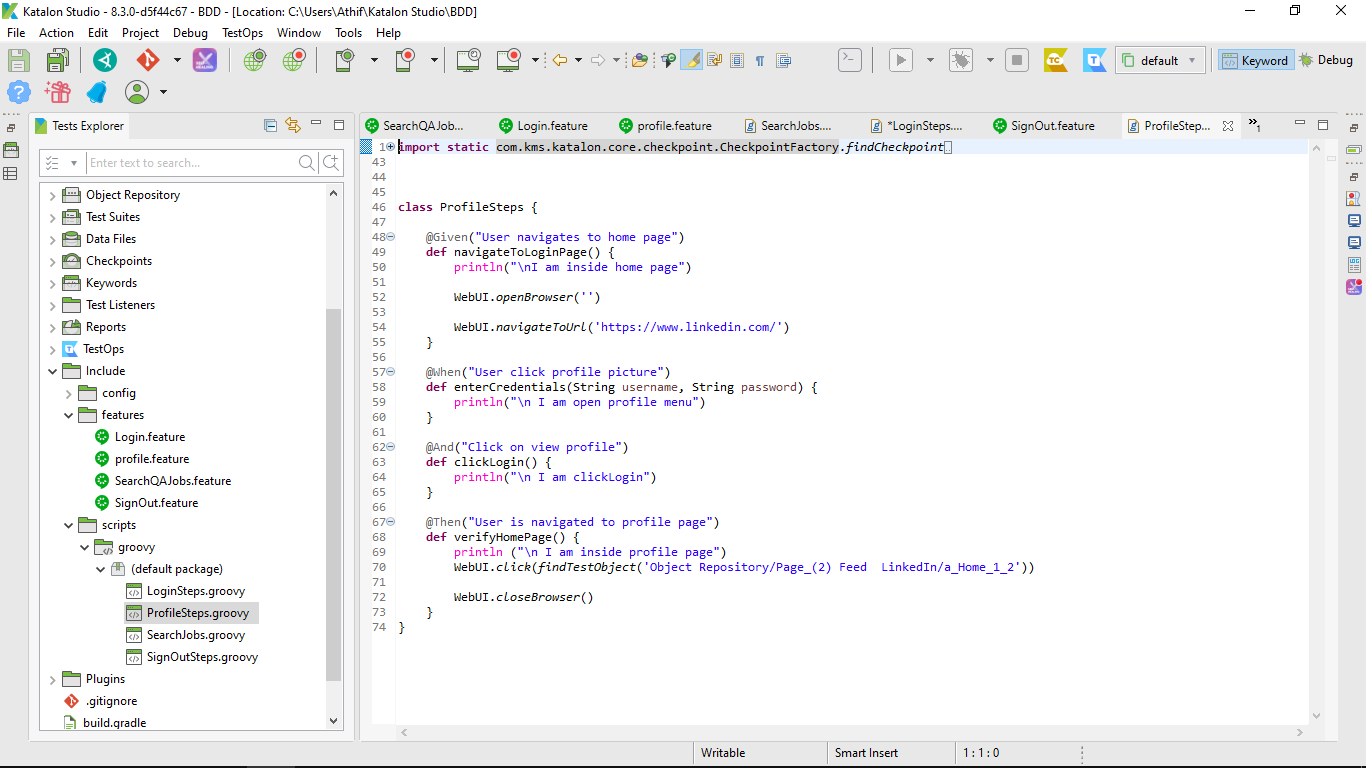 Katalon Studio - 8.3.0-d5f44c67 - BDD - [Location: C:\Users\Athif\Katalon Studio\BDD]
File Action Edit Project Debug TestOps Window Tools Help
default Keyword Debug
Tests Explorer
Enter text to search...
Object Repository
Test Suites
Data Files
Checkpoints
Keywords
Test Listeners
Reports
TestOps
Include
config
features
Login.feature
profile.feature
SearchQAJobs.feature
SignOut.feature
scripts
groovy
(default package)
LoginSteps.groovy
ProfileSteps.groovy
SearchJobs.groovy
SignOutSteps.groovy
Plugins
.gitignore
build.gradle
SearchQAJob... Login.feature profile.feature SearchJobs.... *LoginSteps.... SignOut.feature ProfileStep... »1
1 import static com.kms.katalon.core.checkpoint.CheckpointFactory.findCheckpoint
43
44
45
46 class ProfileSteps {
47
48 @Given("User navigates to home page")
49 def navigateToLoginPage() {
50 println("\nI am inside home page")
51
52 WebUI.openBrowser('')
53
54 WebUI.navigateToUrl('https://www.linkedin.com/')
55 }
56
57 @When("User click profile picture")
58 def enterCredentials(String username, String password) {
59 println("\n I am open profile menu")
60 }
61
62 @And("Click on view profile")
63 def clickLogin() {
64 println("\n I am clickLogin")
65 }
66
67 @Then("User is navigated to profile page")
68 def verifyHomePage() {
69 println ("\n I am inside profile page")
70 WebUI.click(findTestObject('Object Repository/Page_(2) Feed  LinkedIn/a_Home_1_2'))
71
72 WebUI.closeBrowser()
73 }
74 }
Writable Smart Insert 1 : 1 : 0